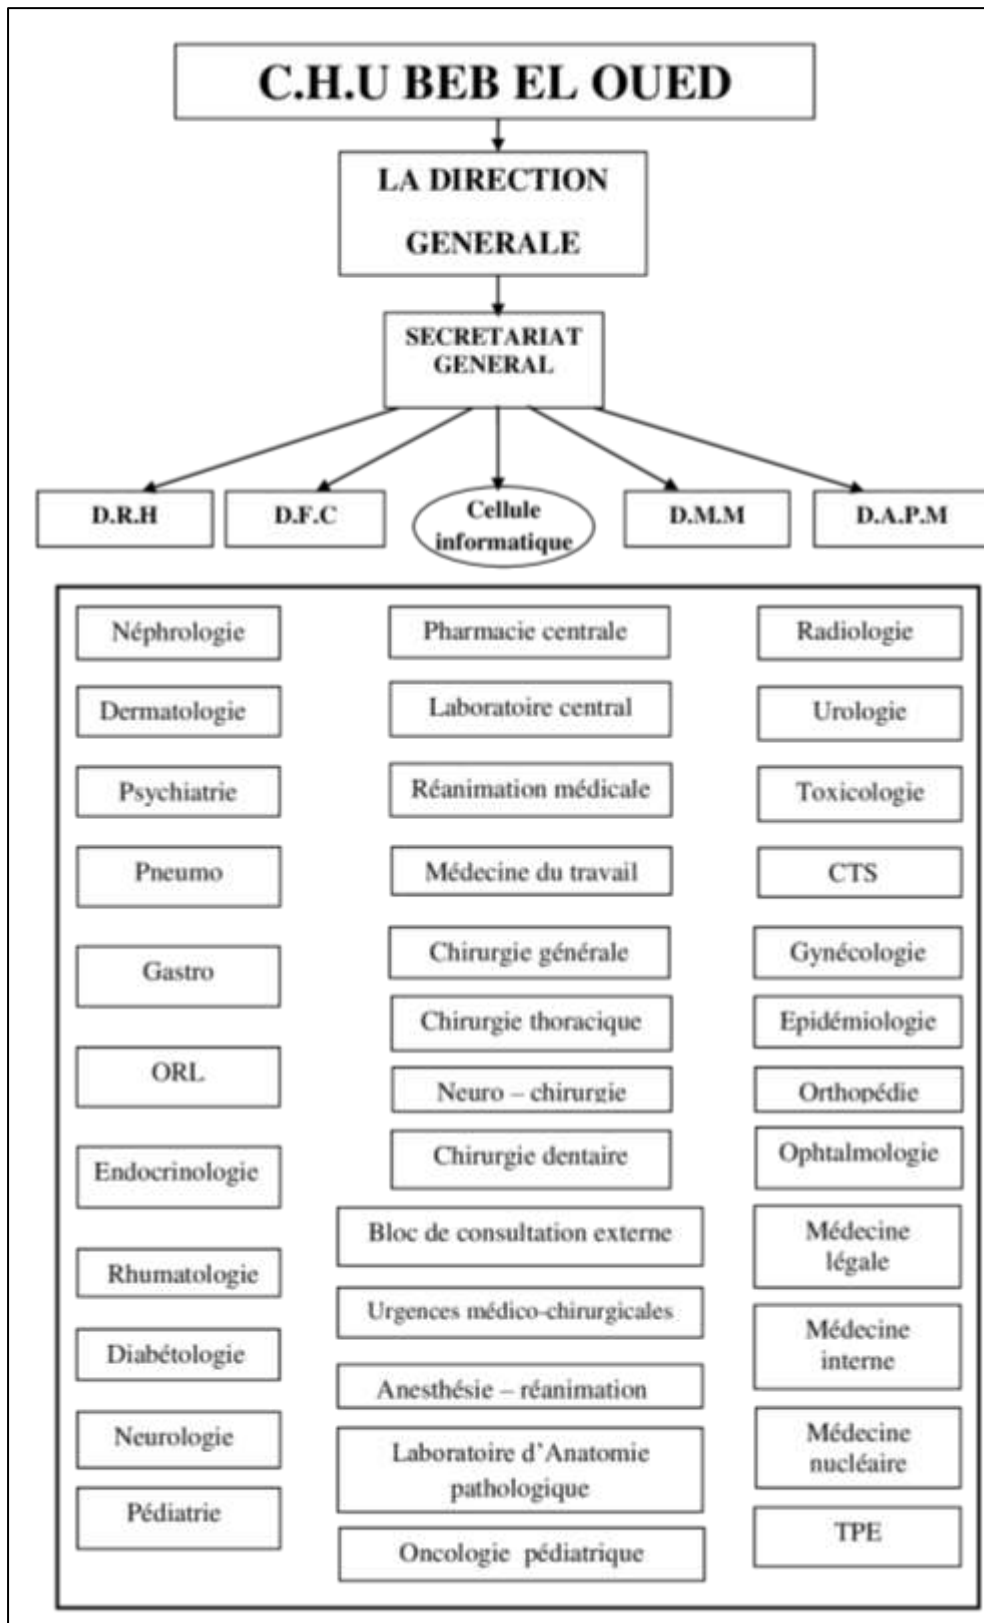 C.H.U BEB EL OUED
LA DIRECTION
GENERALE
SECRETARIAT
GENERAL
D.R.H
D.F.C
Cellule
informatique
D.M.M
D.A.P.M
Néphrologie
Dermatologie
Psychiatrie
Pneumo
Gastro
ORL
Endocrinologie
Rhumatologie
Diabétologie
Neurologie
Pédiatrie
Pharmacie centrale
Laboratoire central
Réanimation médicale
Médecine du travail
Chirurgie générale
Chirurgie thoracique
Neuro – chirurgie
Chirurgie dentaire
Bloc de consultation externe
Urgences médico-chirurgicales
Anesthésie – réanimation
Laboratoire d’Anatomie
pathologique
Oncologie pédiatrique
Radiologie
Urologie
Toxicologie
CTS
Gynécologie
Epidémiologie
Orthopédie
Ophtalmologie
Médecine
légale
Médecine
interne
Médecine
nucléaire
TPE